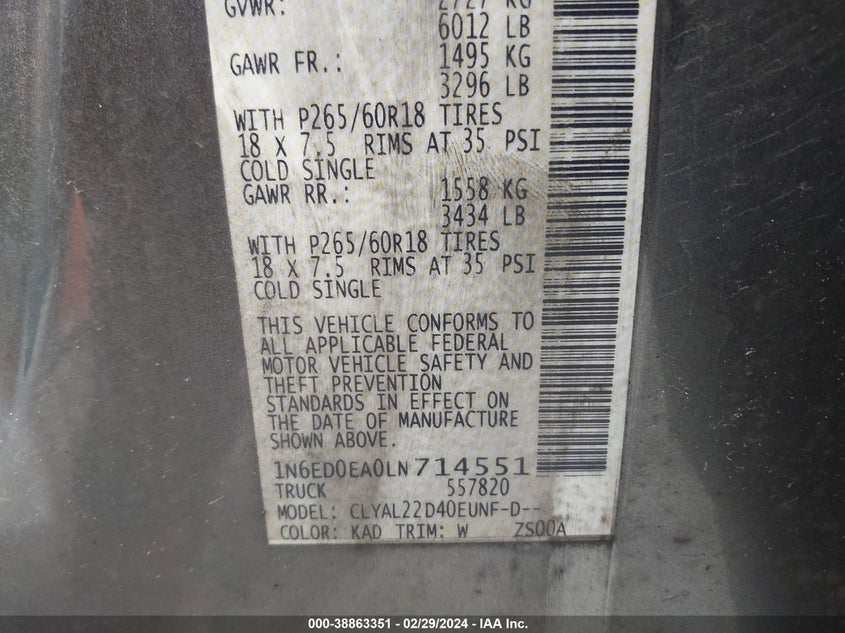 GVWR: 2727 KG
6012 LB
GAWR FR.: 1495 KG
3296 LB
WITH P265/60R18 TIRES
18 X 7.5 RIMS AT 35 PSI
COLD SINGLE
GAWR RR.: 1558 KG
3434 LB
WITH P265/60R18 TIRES
18 X 7.5 RIMS AT 35 PSI
COLD SINGLE
THIS VEHICLE CONFORMS TO
ALL APPLICABLE FEDERAL
MOTOR VEHICLE SAFETY AND
THEFT PREVENTION
STANDARDS IN EFFECT ON
THE DATE OF MANUFACTURE
SHOWN ABOVE.
1N6ED0EA0LN714551
TRUCK 557820
MODEL: CLYAL22D40EUNF-D--
COLOR: KAD TRIM: W ZS00A
000-38863351 - 02/29/2024 - IAA Inc.